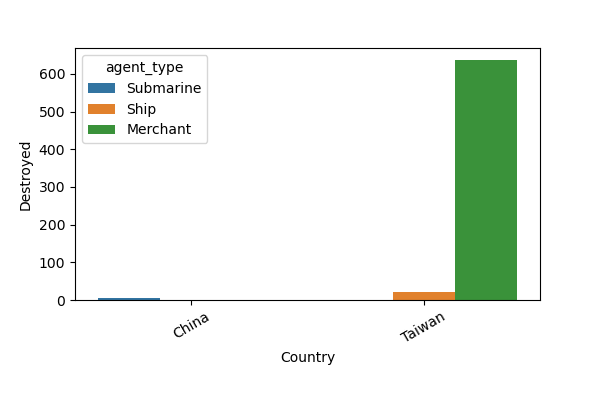 agent_type
Submarine
Ship
Merchant
600
500
400
300
200
100
0
Destroyed
China
Taiwan
Country